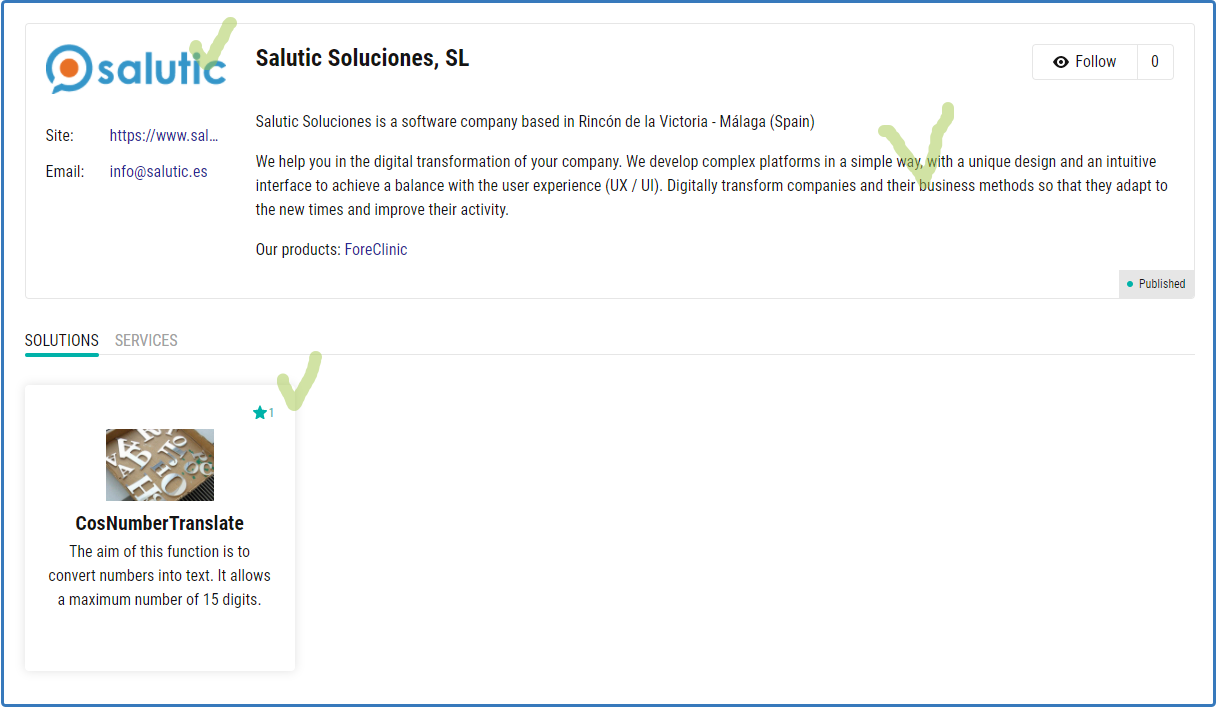 salutic
Salutic Soluciones, SL
Follow
0
Site:
https://www.sal...
Email:
info@salutic.es
Salutic Soluciones is a software company based in Rincón de la Victoria - Málaga (Spain)
We help you in the digital transformation of your company. We develop complex platforms in a simple way, with a unique design and an intuitive
interface to achieve a balance with the user experience (UX / UI). Digitally transform companies and their business methods so that they adapt to
the new times and improve their activity.
Our products: ForeClinic
Published
SOLUTIONS
SERVICES
1
CosNumberTranslate
The aim of this function is to
convert numbers into text. It allows
a maximum number of 15 digits.